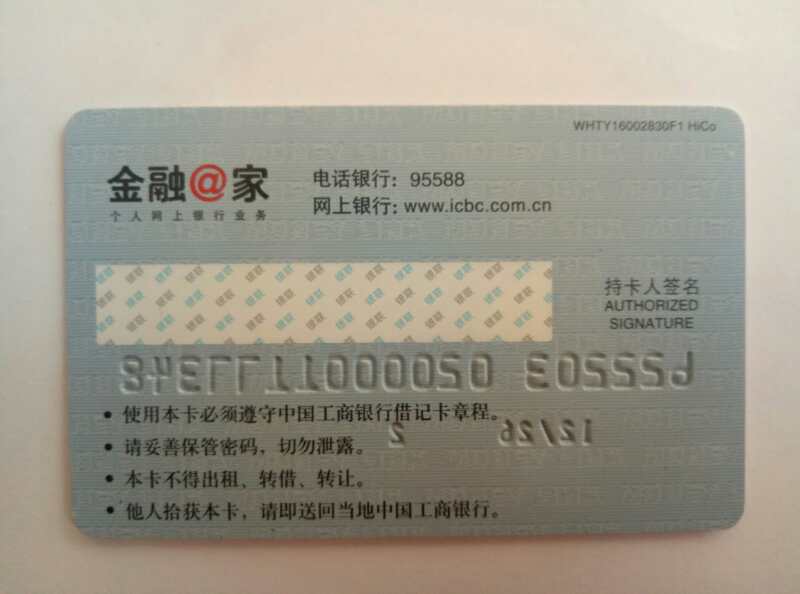 WHTY16002830F1 HiCo
金融@家
个人网上银行业务
电话银行：95588
网上银行：www.icbc.com.cn
持卡人签名
AUTHORIZED
SIGNATURE
• 使用本卡必须遵守中国工商银行借记卡章程。
• 请妥善保管密码，切勿泄露。
• 本卡不得出租、转借、转让。
• 他人拾获本卡，请即送回当地中国工商银行。